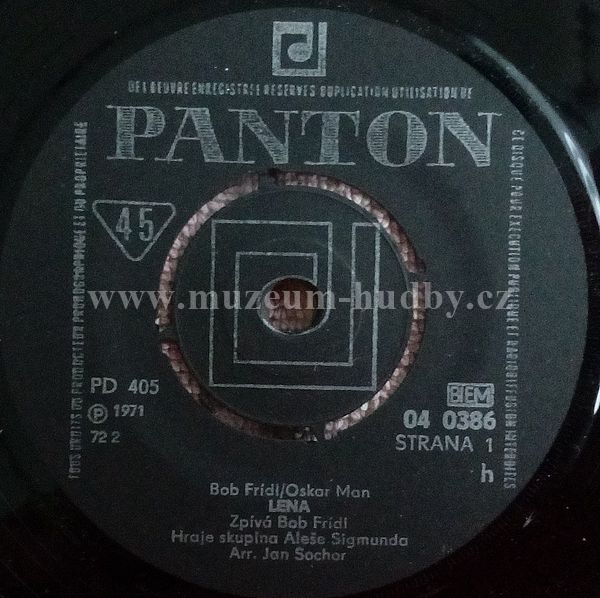 DE L'OEUVRE ENREGISTREE RESERVES DUPLICATION UTILISATION DE
PANTON
45
TOUS DROITS DU PRODUCTEUR PHONOGRAPHIQUE ET DU PROPRIETAIRE
CE DISQUE POUR EXECUTION PUBLIQUE ET RADIODIFFUSION INTERDITES
www.muzeum-hudby.cz
PD 405
℗ 1971
72 2
BIEM
04 0386
STRANA 1
h
Bob Frídl/Oskar Man
LENA
Zpívá Bob Frídl
Hraje skupina Aleše Sigmunda
Arr. Jan Sochor